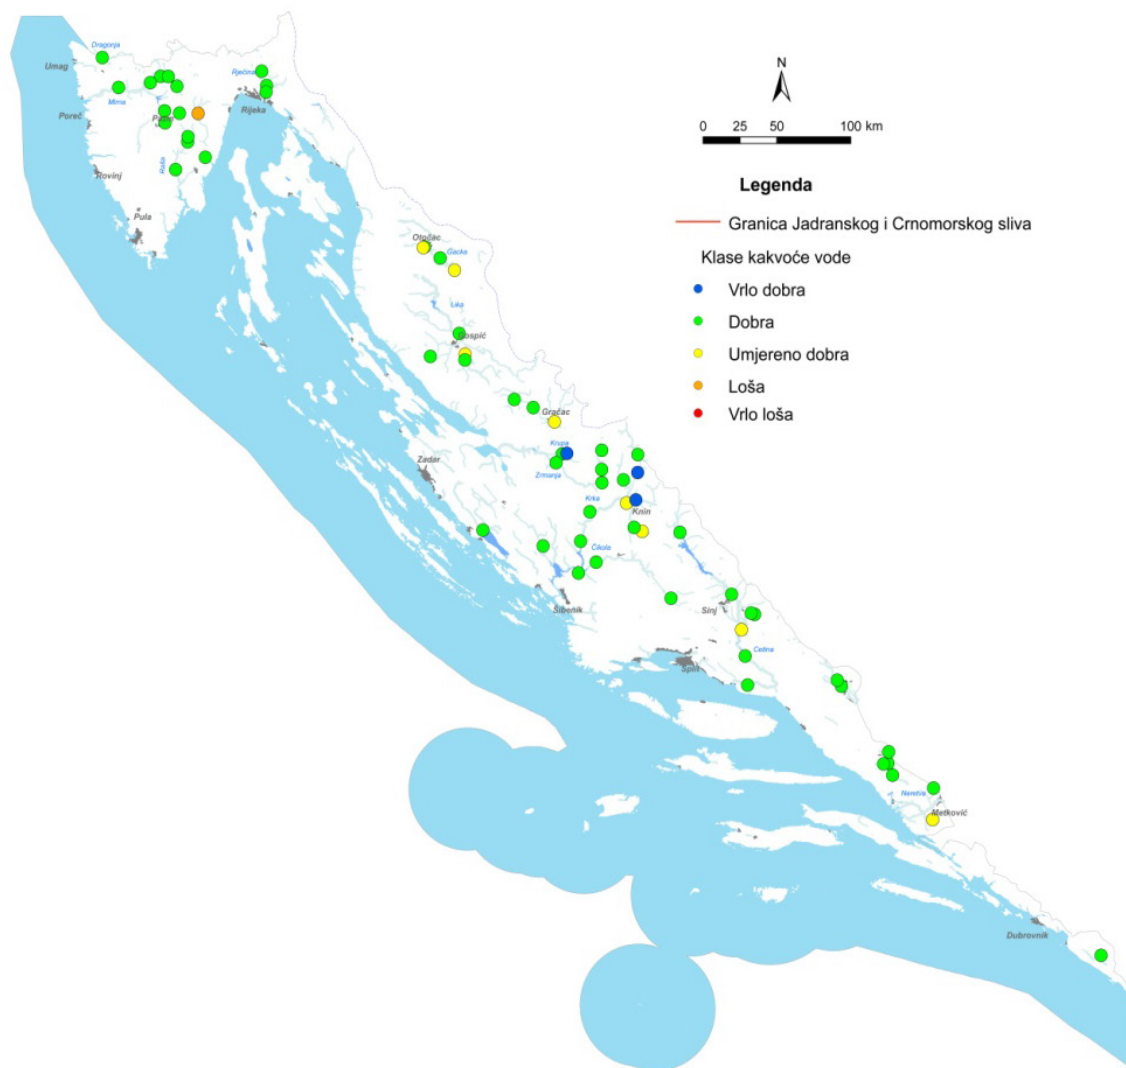 Dragonja
Umag
Rječina
Mirna
Poreč
Rijeka
Raša
Rovinj
Pula
N
0 25 50 100 km
Legenda
Granica Jadranskog i Crnomorskog sliva
Klase kakvoće vode
Vrlo dobra
Dobra
Umjereno dobra
Loša
Vrlo loša
Otočac
Gacka
Lika
Gospić
Gračac
Krupa
Zadar
Zrmanja
Krka
Knin
Čikola
Šibenik
Sinj
Cetina
Split
Neretva
Metković
Dubrovnik